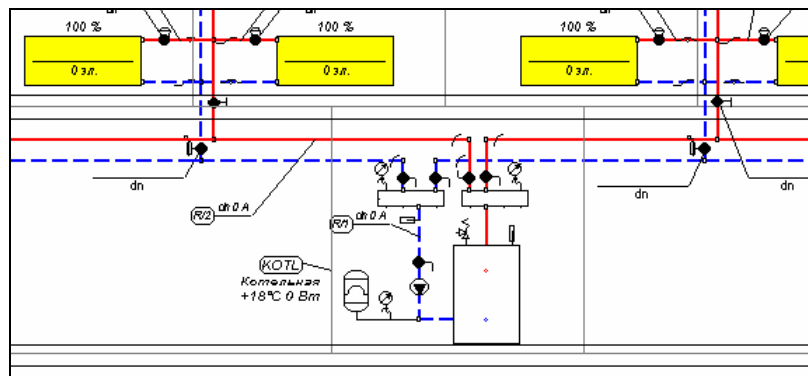 100 %
100 %
100 %
0 эл.
0 эл.
0 эл.
dn
dn
dn
R/2
dn 0 A
R/1
dn 0 A
KOTL
Котельная
+18°C 0 Вт